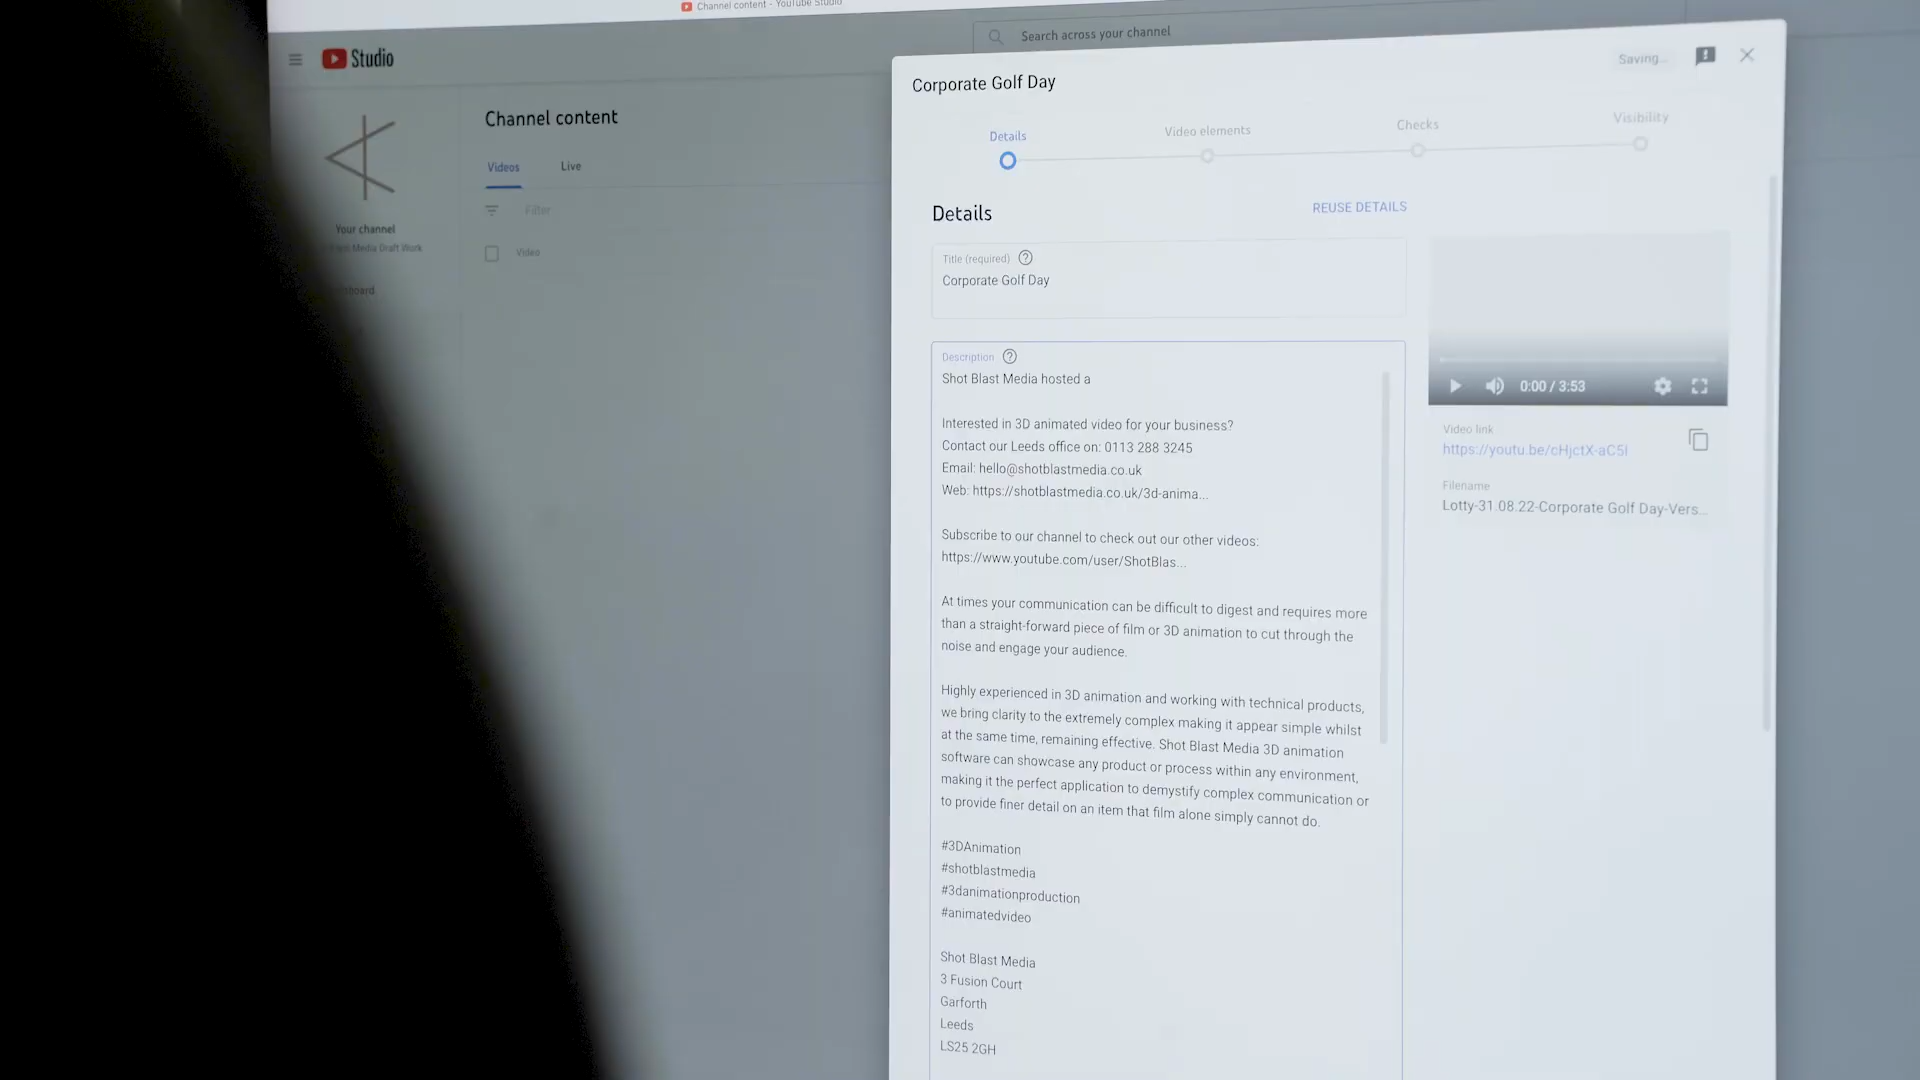 Channel content - YouTube Studio
Studio
Search across your channel
Channel content
Videos
Live
Filter
Video
Your channel
Media Draft Work
Corporate Golf Day
Saving...
Details
Video elements
Checks
Visibility
Details
REUSE DETAILS
Title (required)
Corporate Golf Day
Description
Shot Blast Media hosted a
Interested in 3D animated video for your business?
Contact our Leeds office on: 0113 288 3245
Email: hello@shotblastmedia.co.uk
Web: https://shotblastmedia.co.uk/3d-anima...
Subscribe to our channel to check out our other videos:
https://www.youtube.com/user/ShotBlas...
At times your communication can be difficult to digest and requires more
than a straight-forward piece of film or 3D animation to cut through the
noise and engage your audience.
Highly experienced in 3D animation and working with technical products,
we bring clarity to the extremely complex making it appear simple whilst
at the same time, remaining effective. Shot Blast Media 3D animation
software can showcase any product or process within any environment,
making it the perfect application to demystify complex communication or
to provide finer detail on an item that film alone simply cannot do.
#3DAnimation
#shotblastmedia
#3danimationproduction
#animatedvideo
Shot Blast Media
3 Fusion Court
Garforth
Leeds
LS25 2GH
0:00 / 3:53
Video link
https://youtu.be/cHjctX-aC5I
Filename
Lotty-31.08.22-Corporate Golf Day-Vers...